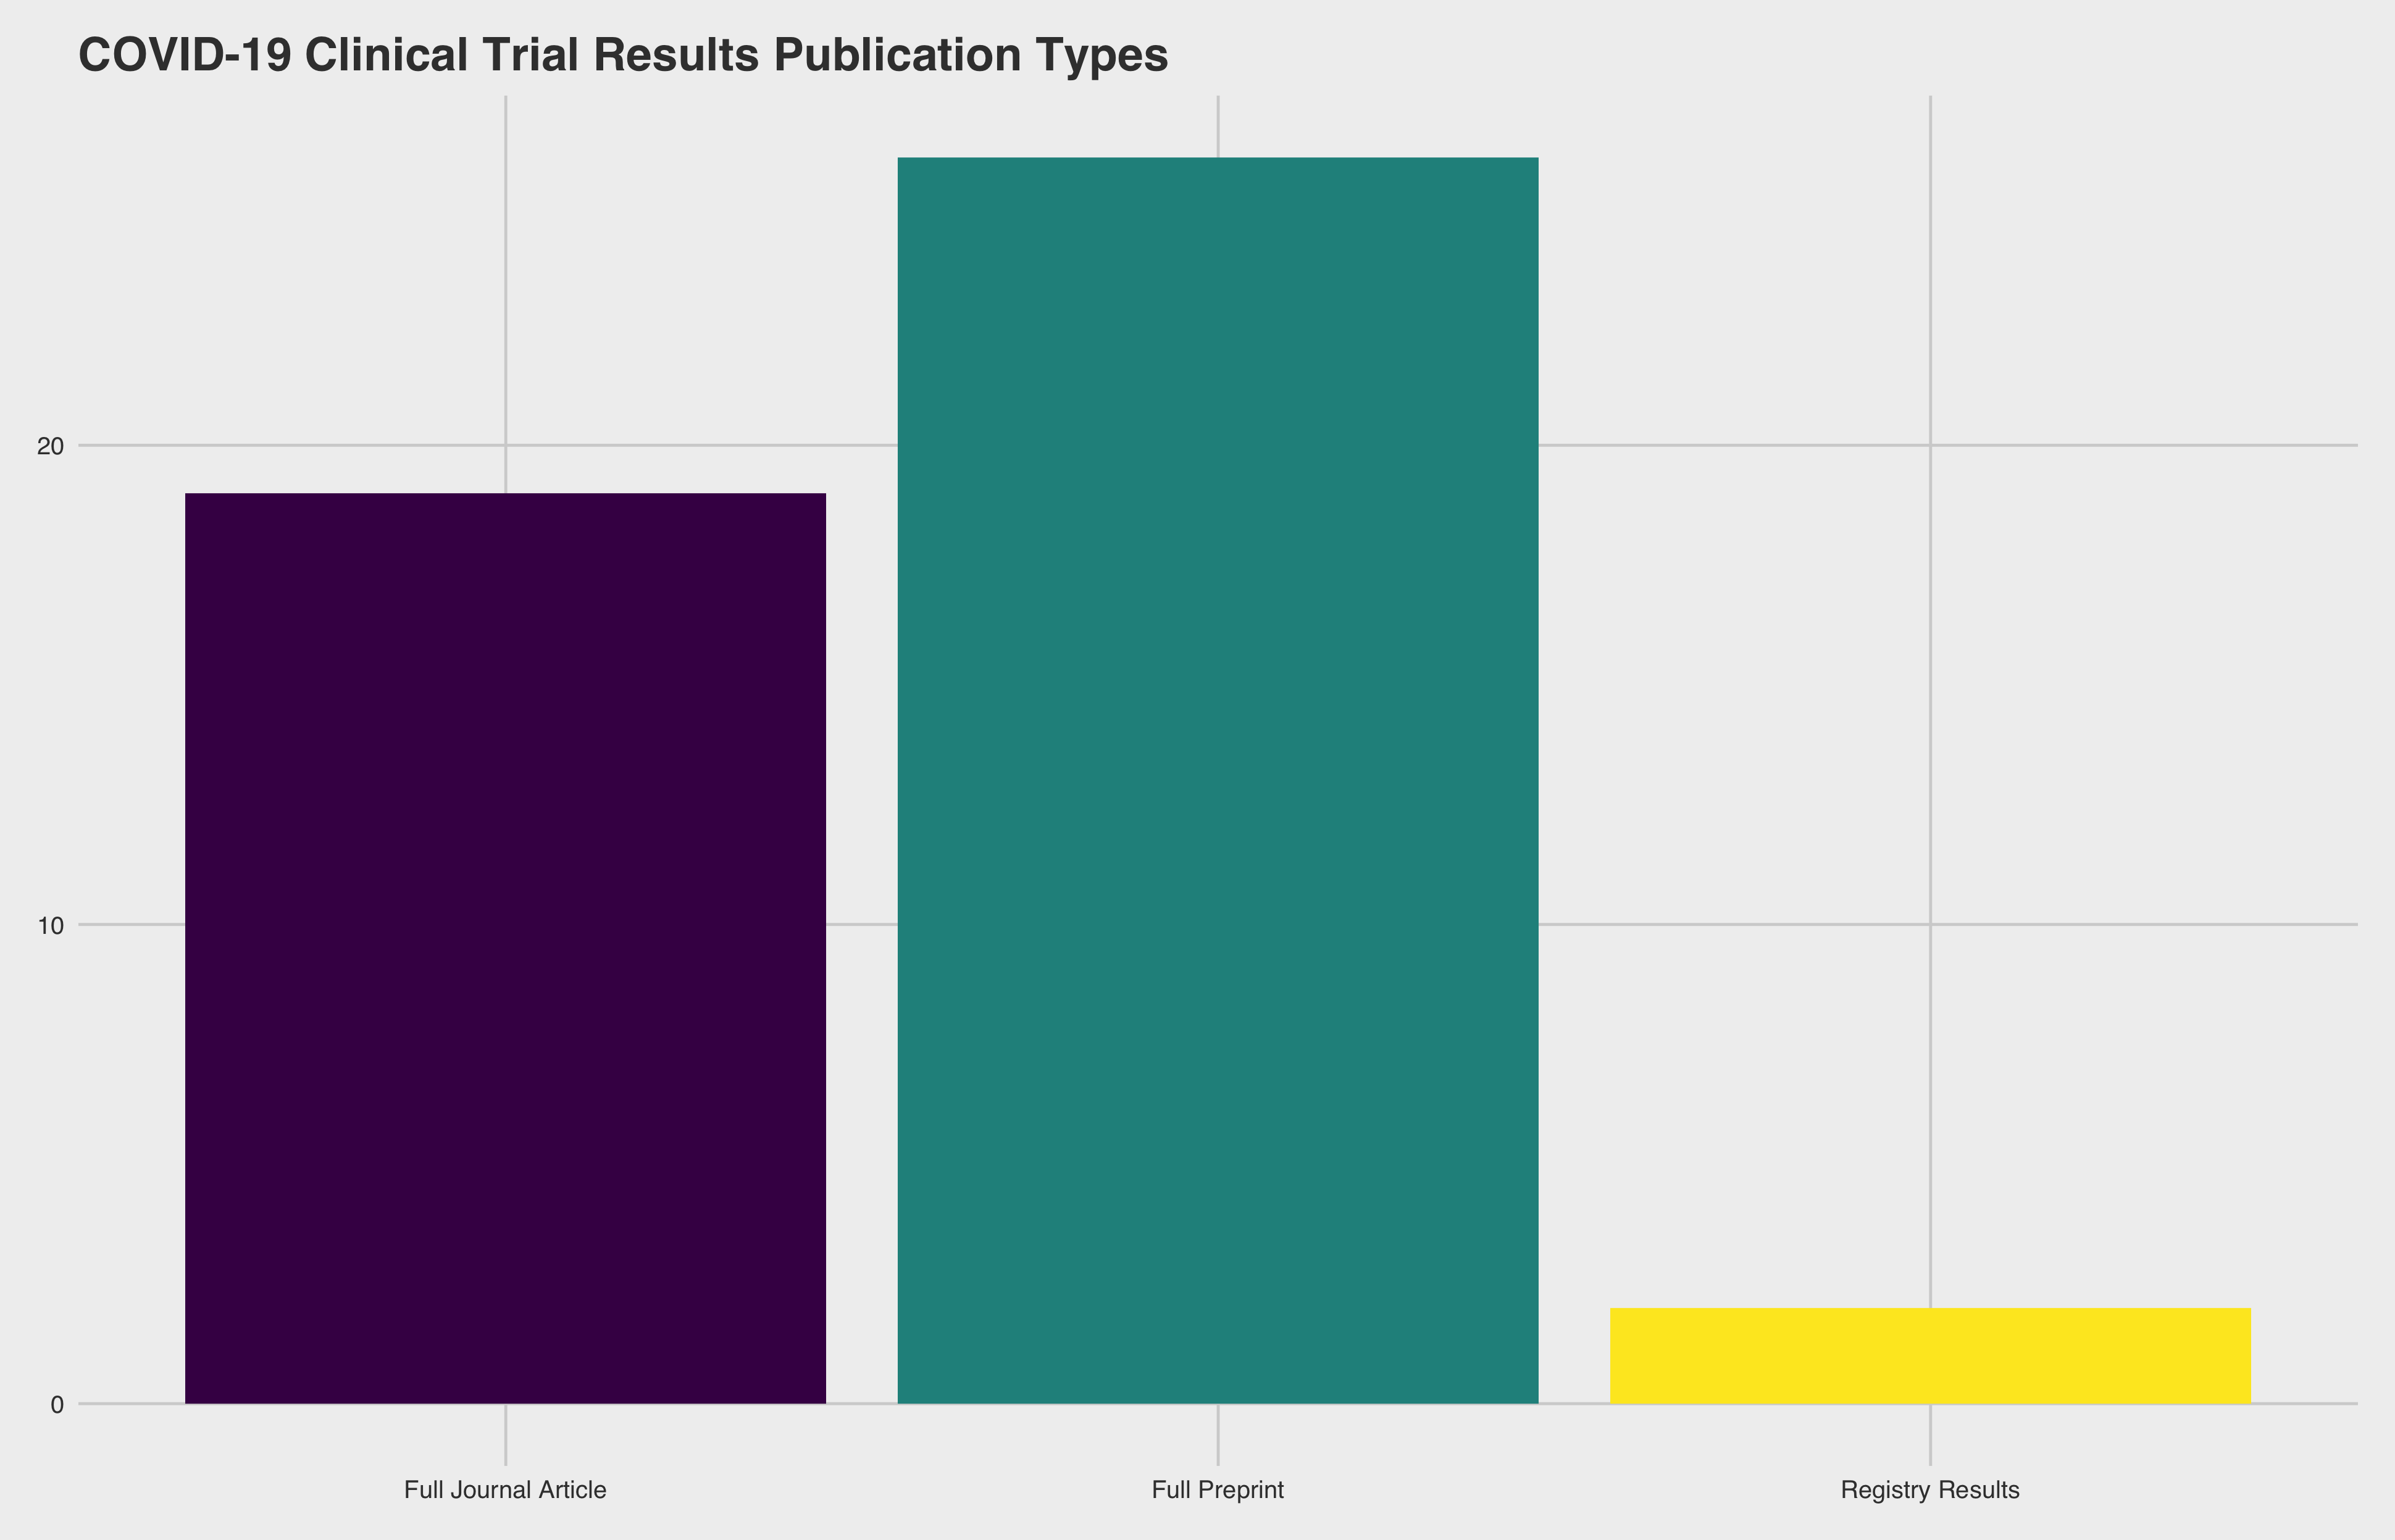 COVID-19 Clinical Trial Results Publication Types
20
10
0
Full Journal Article
Full Preprint
Registry Results